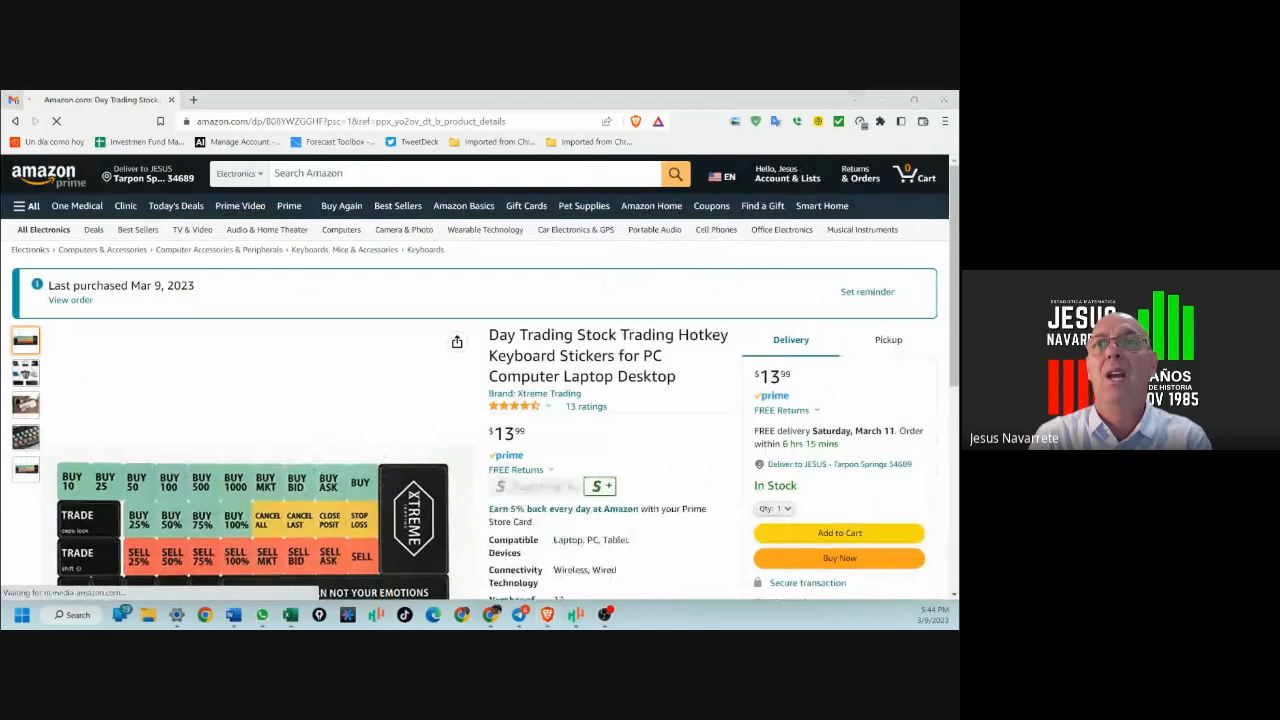 Amazon.com: Day Trading Stock
amazon.com/dp/B08YWZGGHF?psc=1&ref=ppx_yo2ov_dt_b_product_details
Un día como hoy
Investmen Fund Ma...
Manage Account -...
Forecast Toolbox -...
TweetDeck
Imported from Chr...
Imported from Chr...
amazon
prime
Deliver to JESUS
Tarpon Sp... 34689
Electronics
Search Amazon
EN
Hello, Jesus
Account & Lists
Returns
& Orders
0
Cart
All One Medical Clinic Today's Deals Prime Video Prime Buy Again Best Sellers Amazon Basics Gift Cards Pet Supplies Amazon Home Coupons Find a Gift Smart Home
All Electronics Deals Best Sellers TV & Video Audio & Home Theater Computers Camera & Photo Wearable Technology Car Electronics & GPS Portable Audio Cell Phones Office Electronics Musical Instruments
Electronics › Computers & Accessories › Computer Accessories & Peripherals › Keyboards, Mice & Accessories › Keyboards
Last purchased Mar 9, 2023
View order
Set reminder
Day Trading Stock Trading Hotkey
Keyboard Stickers for PC
Computer Laptop Desktop
Brand: Xtreme Trading
13 ratings
$13.99
prime
FREE Returns
S +
Earn 5% back every day at Amazon with your Prime
Store Card.
Compatible
Devices
Laptop, PC, Tablet
Connectivity
Technology
Wireless, Wired
Delivery
Pickup
$13.99
prime
FREE Returns
FREE delivery Saturday, March 11. Order
within 6 hrs 15 mins
Deliver to JESUS - Tarpon Springs 34689
In Stock
Qty: 1
Add to Cart
Buy Now
Secure transaction
BUY 10 BUY 25 BUY 50 BUY 100 BUY 500 BUY 1000 BUY MKT BUY BID BUY ASK BUY
TRADE caps lock BUY 25% BUY 50% BUY 75% BUY 100% CANCEL ALL CANCEL LAST CLOSE POSIT STOP LOSS
TRADE shift SELL 25% SELL 50% SELL 75% SELL 100% SELL MKT SELL BID SELL ASK SELL
XTREME
TRADING
N NOT YOUR EMOTIONS
Waiting for m.media-amazon.com...
Search
19
5:44 PM
3/9/2023
ESTADISTICA MATEMATICA
JESUS
NAVARRETE
AÑOS
DE HISTORIA
NOV 1985
Jesus Navarrete